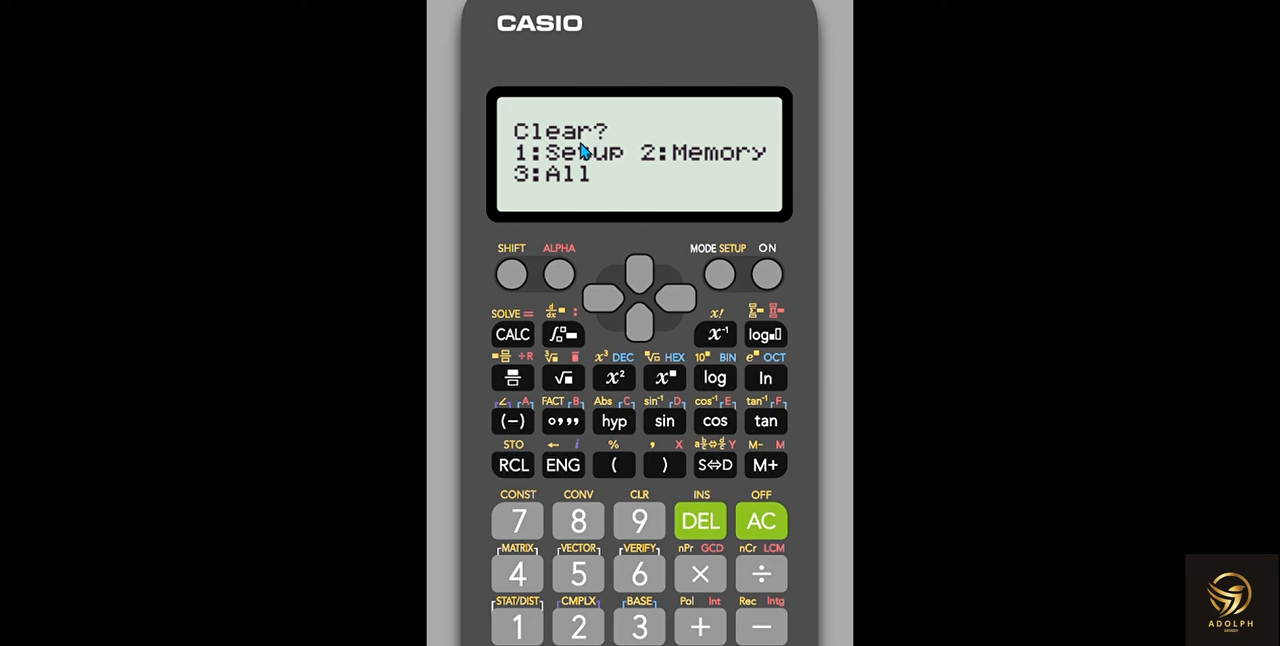 CASIO
Clear?
1:Setup 2:Memory
3:All
SHIFT ALPHA MODE SETUP ON
SOLVE = d/dx : x! Σ Π
CALC ∫ x⁻¹ log
+R ³√ x³ DEC √ HEX 10 BIN e OCT
√ x² x log ln
∠ A FACT B Abs C sin⁻¹ D cos⁻¹ E tan⁻¹ F
(−) °,,, hyp sin cos tan
STO ← i % , X a b/c⇔d/c Y M− M
RCL ENG ( ) S⇔D M+
CONST CONV CLR INS OFF
7 8 9 DEL AC
MATRIX VECTOR VERIFY nPr GCD nCr LCM
4 5 6 × ÷
STAT/DIST CMPLX BASE Pol Int Rec Intg
1 2 3 + −
ADOLPH